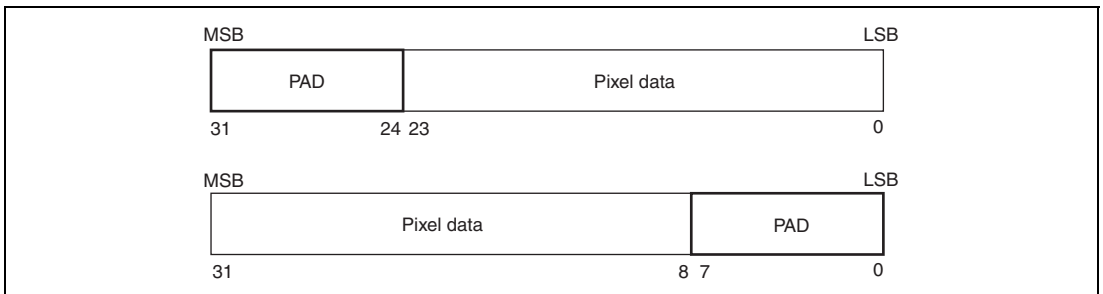 MSB LSB
PAD Pixel data
31 24 23 0
MSB LSB
Pixel data PAD
31 8 7 0